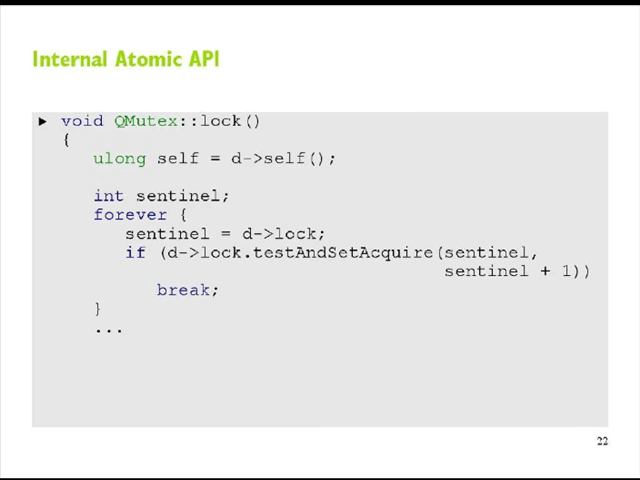 Internal Atomic API
void QMutex::lock()
{
ulong self = d->self();
int sentinel;
forever {
sentinel = d->lock;
if (d->lock.testAndSetAcquire(sentinel,
sentinel + 1))
break;
}
...
22